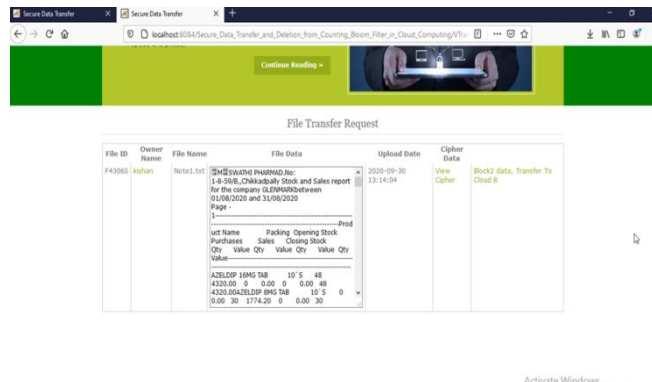 Secure Data Transfer
Secure Data Transfer
localhost:8084/Secure_Data_Transfer_and_Deletion_from_Counting_Bloom_Filter_in_Cloud_Computing/VTra
Continue Reading »
File Transfer Request
File ID Owner Name File Name File Data Upload Date Cipher Data
F43065 kishan Note1.txt
SWATHI PHARMAD.No:
1-8-59/B,,Chikkadpally Stock and Sales report
for the company GLENMARKbetween
01/08/2020 and 31/08/2020
Page -
1--------------------------------------------------
--------------------------------------------Prod
uct Name Packing Opening Stock
Purchases Sales Closing Stock
Qty Value Qty Value Qty Value Qty
Value----------------------------------------------
--------------------------------------------------
AZELDIP 16MG TAB 10`S 48
4320.00 0 0.00 0 0.00 48
4320.00AZELDIP 8MG TAB 10`S 0
0.00 30 1774.20 0 0.00 30
2020-09-30
13:14:04
View
Cipher
Block2 data, Transfer To
Cloud B
Activate Windows